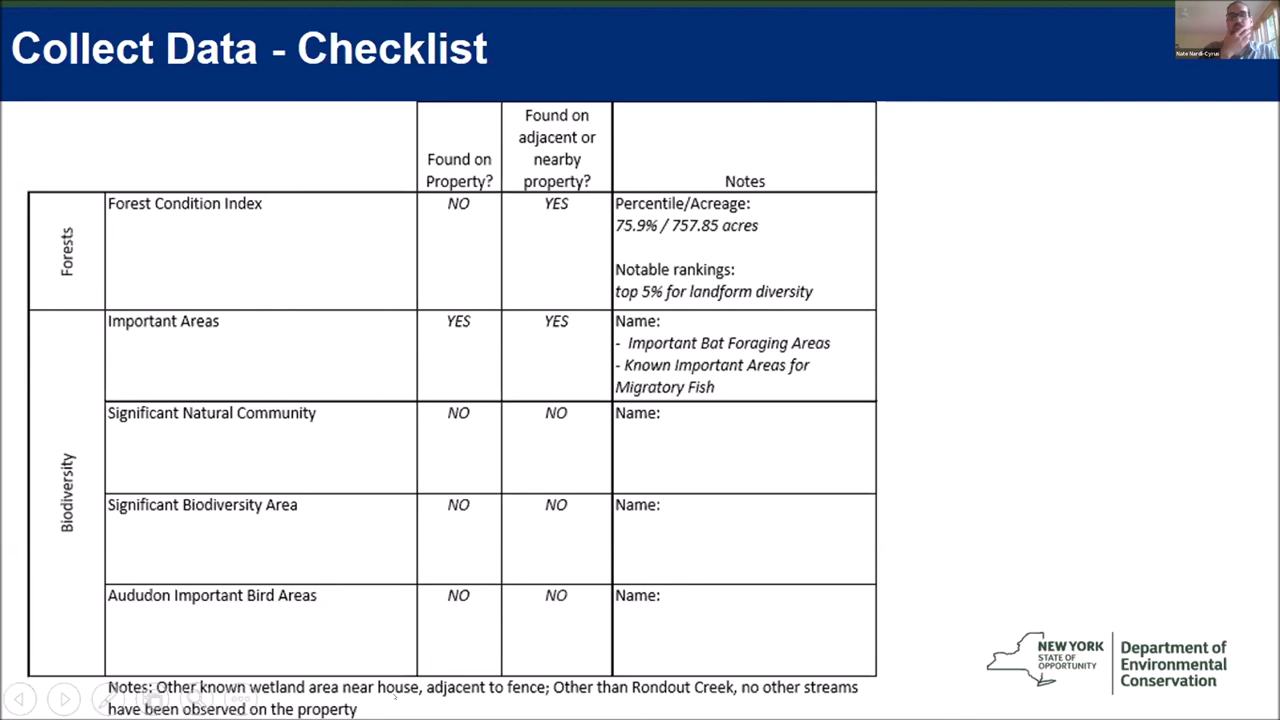 Collect Data - Checklist
Nate Nardi-Cyrus
Found on
Property?
Found on
adjacent or
nearby
property?
Notes
Forests
Forest Condition Index
NO
YES
Percentile/Acreage:
75.9% / 757.85 acres
Notable rankings:
top 5% for landform diversity
Biodiversity
Important Areas
YES
YES
Name:
- Important Bat Foraging Areas
- Known Important Areas for
Migratory Fish
Significant Natural Community
NO
NO
Name:
Significant Biodiversity Area
NO
NO
Name:
Aududon Important Bird Areas
NO
NO
Name:
Notes: Other known wetland area near house, adjacent to fence; Other than Rondout Creek, no other streams
have been observed on the property
NEW YORK
STATE OF
OPPORTUNITY
Department of
Environmental
Conservation